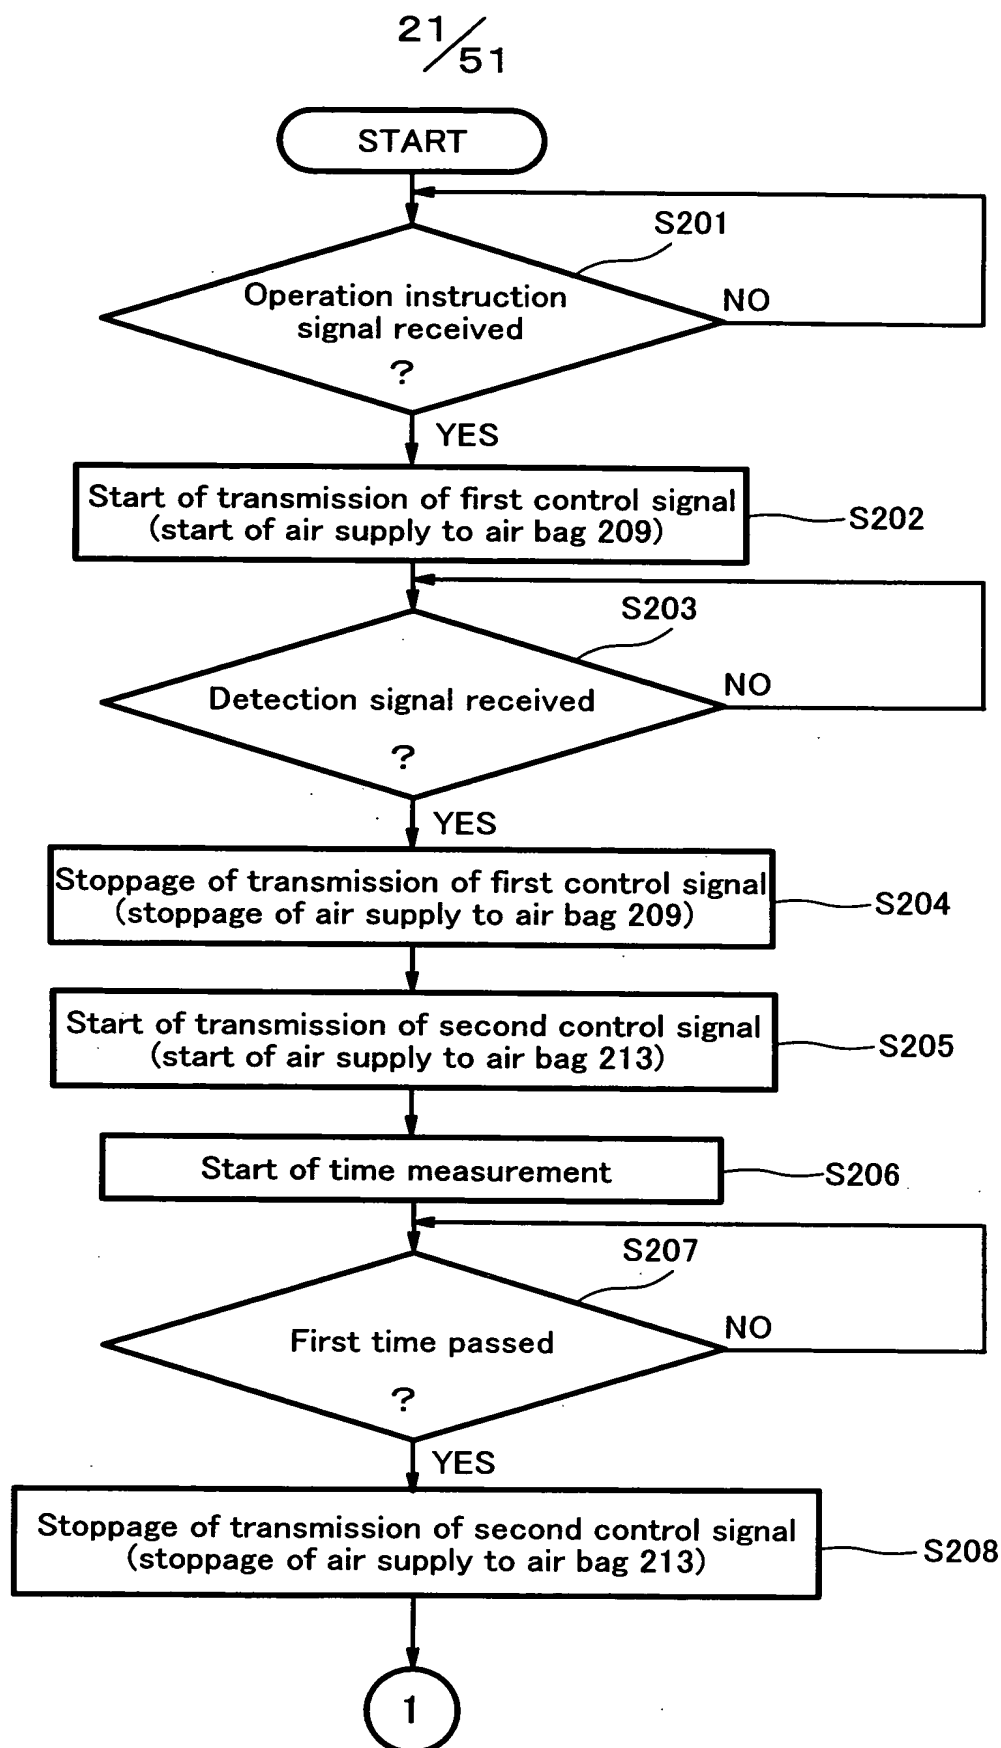 21/51
START
S201
Operation instruction
signal received
?
NO
YES
Start of transmission of first control signal
(start of air supply to air bag 209)
S202
S203
Detection signal received
?
NO
YES
Stoppage of transmission of first control signal
(stoppage of air supply to air bag 209)
S204
Start of transmission of second control signal
(start of air supply to air bag 213)
S205
Start of time measurement
S206
S207
First time passed
?
NO
YES
Stoppage of transmission of second control signal
(stoppage of air supply to air bag 213)
S208
1